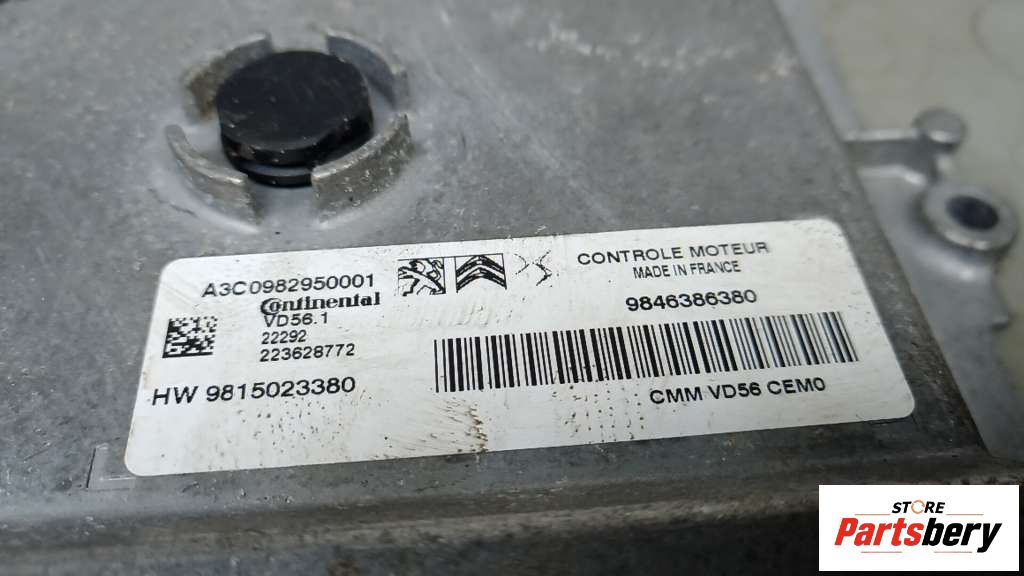 A3C0982950001
Continental
VD56.1
22292
223628772
HW 9815023380
CONTROLE MOTEUR
MADE IN FRANCE
9846386380
CMM VD56 CEM0
STORE
Partsbery